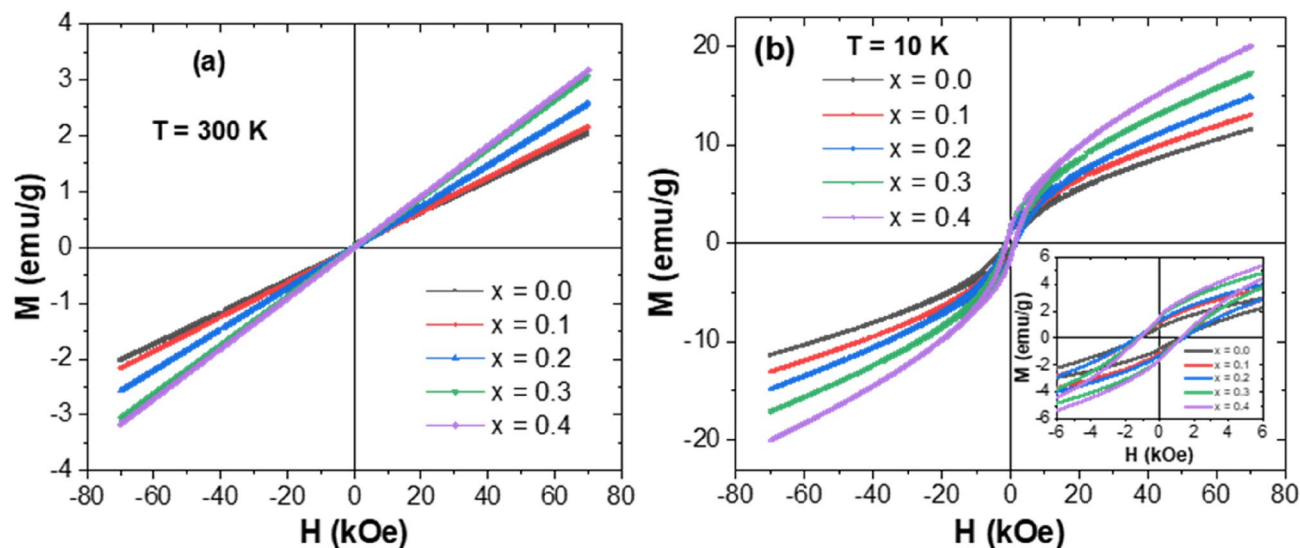 (a)
T = 300 K
M (emu/g)
4
3
2
1
0
-1
-2
-3
-4
x = 0.0
x = 0.1
x = 0.2
x = 0.3
x = 0.4
-80 -60 -40 -20 0 20 40 60 80
H (kOe)
(b)
T = 10 K
x = 0.0
x = 0.1
x = 0.2
x = 0.3
x = 0.4
M (emu/g)
20
10
0
-10
-20
M (emu/g)
6
4
2
0
-2
-4
-6
x = 0.0
x = 0.1
x = 0.2
x = 0.3
x = 0.4
-6 -4 -2 0 2 4 6
H (kOe)
-80 -60 -40 -20 0 20 40 60 80
H (kOe)